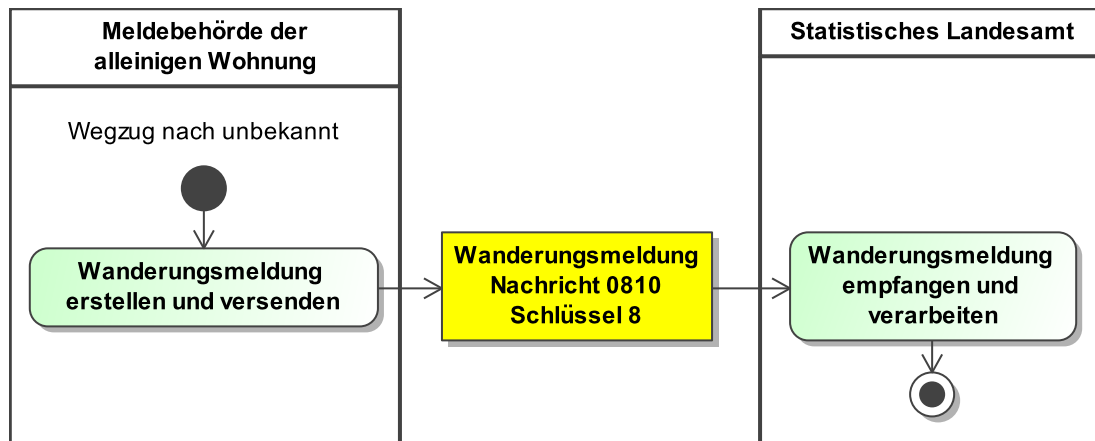 Meldebehörde der
alleinigen Wohnung
Statistisches Landesamt
Wegzug nach unbekannt
Wanderungsmeldung
erstellen und versenden
Wanderungsmeldung
Nachricht 0810
Schlüssel 8
Wanderungsmeldung
empfangen und
verarbeiten